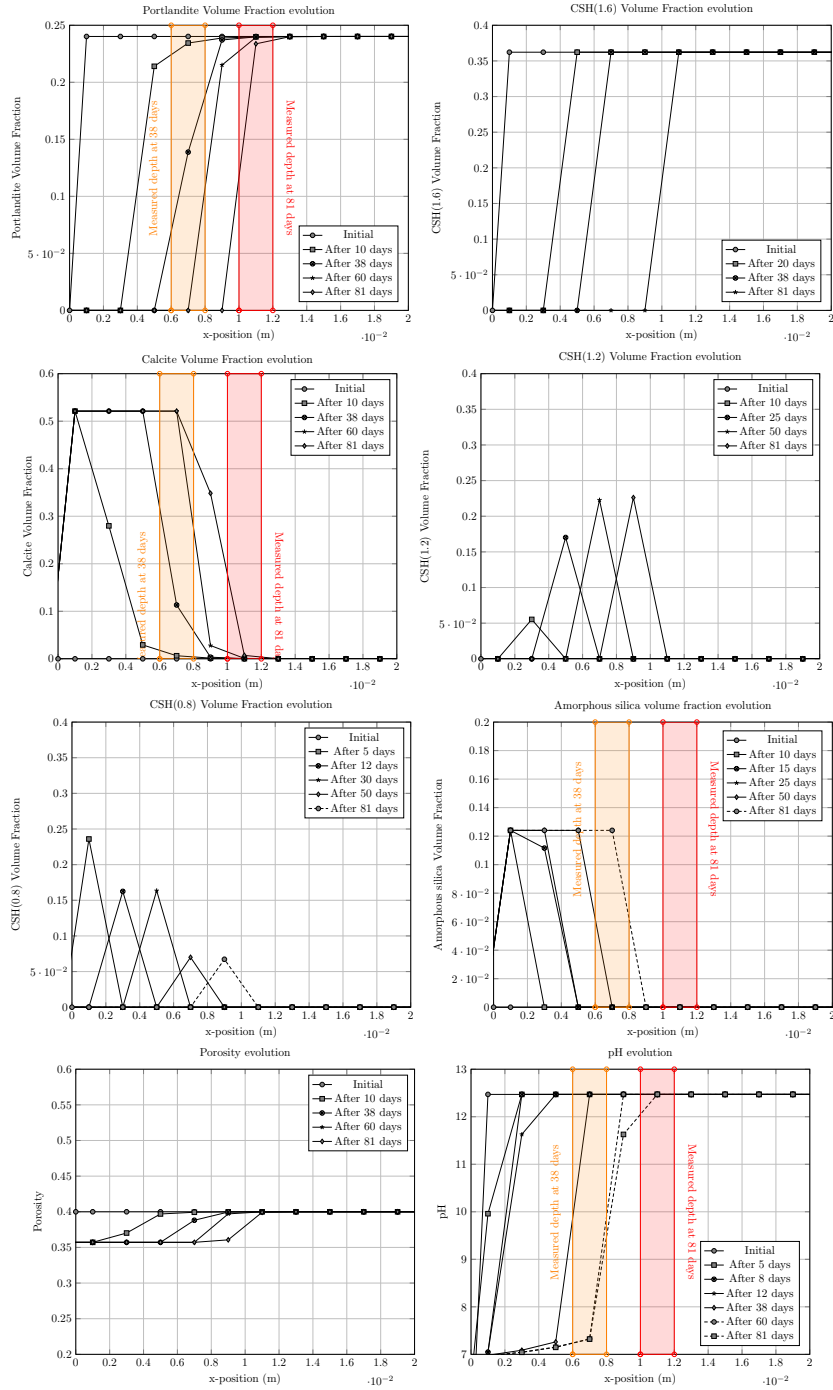 Portlandite Volume Fraction evolution
0.25
0.2
0.15
0.1
5 · 10⁻²
0
Portlandite Volume Fraction
Measured depth at 38 days
Measured depth at 81 days
Initial
After 10 days
After 38 days
After 60 days
After 81 days
0 0.2 0.4 0.6 0.8 1 1.2 1.4 1.6 1.8 2
x-position (m)
·10⁻²
CSH(1.6) Volume Fraction evolution
0.4
0.35
0.3
0.25
0.2
0.15
0.1
5 · 10⁻²
0
CSH(1.6) Volume Fraction
Initial
After 20 days
After 38 days
After 81 days
0 0.2 0.4 0.6 0.8 1 1.2 1.4 1.6 1.8 2
x-position (m)
·10⁻²
Calcite Volume Fraction evolution
0.6
0.5
0.4
0.3
0.2
0.1
0
Calcite Volume Fraction
Measured depth at 38 days
Measured depth at 81 days
Initial
After 10 days
After 38 days
After 60 days
After 81 days
0 0.2 0.4 0.6 0.8 1 1.2 1.4 1.6 1.8 2
x-position (m)
·10⁻²
CSH(1.2) Volume Fraction evolution
0.4
0.35
0.3
0.25
0.2
0.15
0.1
5 · 10⁻²
0
CSH(1.2) Volume Fraction
Initial
After 10 days
After 25 days
After 50 days
After 81 days
0 0.2 0.4 0.6 0.8 1 1.2 1.4 1.6 1.8 2
x-position (m)
·10⁻²
CSH(0.8) Volume Fraction evolution
0.4
0.35
0.3
0.25
0.2
0.15
0.1
5 · 10⁻²
0
CSH(0.8) Volume Fraction
Initial
After 5 days
After 12 days
After 30 days
After 50 days
After 81 days
0 0.2 0.4 0.6 0.8 1 1.2 1.4 1.6 1.8 2
x-position (m)
·10⁻²
Amorphous silica volume fraction evolution
0.2
0.18
0.16
0.14
0.12
0.1
8 · 10⁻²
6 · 10⁻²
4 · 10⁻²
2 · 10⁻²
0
Amorphous silica Volume Fraction
Measured depth at 38 days
Measured depth at 81 days
Initial
After 10 days
After 15 days
After 25 days
After 50 days
After 81 days
0 0.2 0.4 0.6 0.8 1 1.2 1.4 1.6 1.8 2
x-position (m)
·10⁻²
Porosity evolution
0.6
0.55
0.5
0.45
0.4
0.35
0.3
0.25
0.2
Porosity
Initial
After 10 days
After 38 days
After 60 days
After 81 days
0 0.2 0.4 0.6 0.8 1 1.2 1.4 1.6 1.8 2
x-position (m)
·10⁻²
pH evolution
13
12
11
10
9
8
7
pH
Measured depth at 38 days
Measured depth at 81 days
Initial
After 5 days
After 8 days
After 12 days
After 38 days
After 60 days
After 81 days
0 0.2 0.4 0.6 0.8 1 1.2 1.4 1.6 1.8 2
x-position (m)
·10⁻²